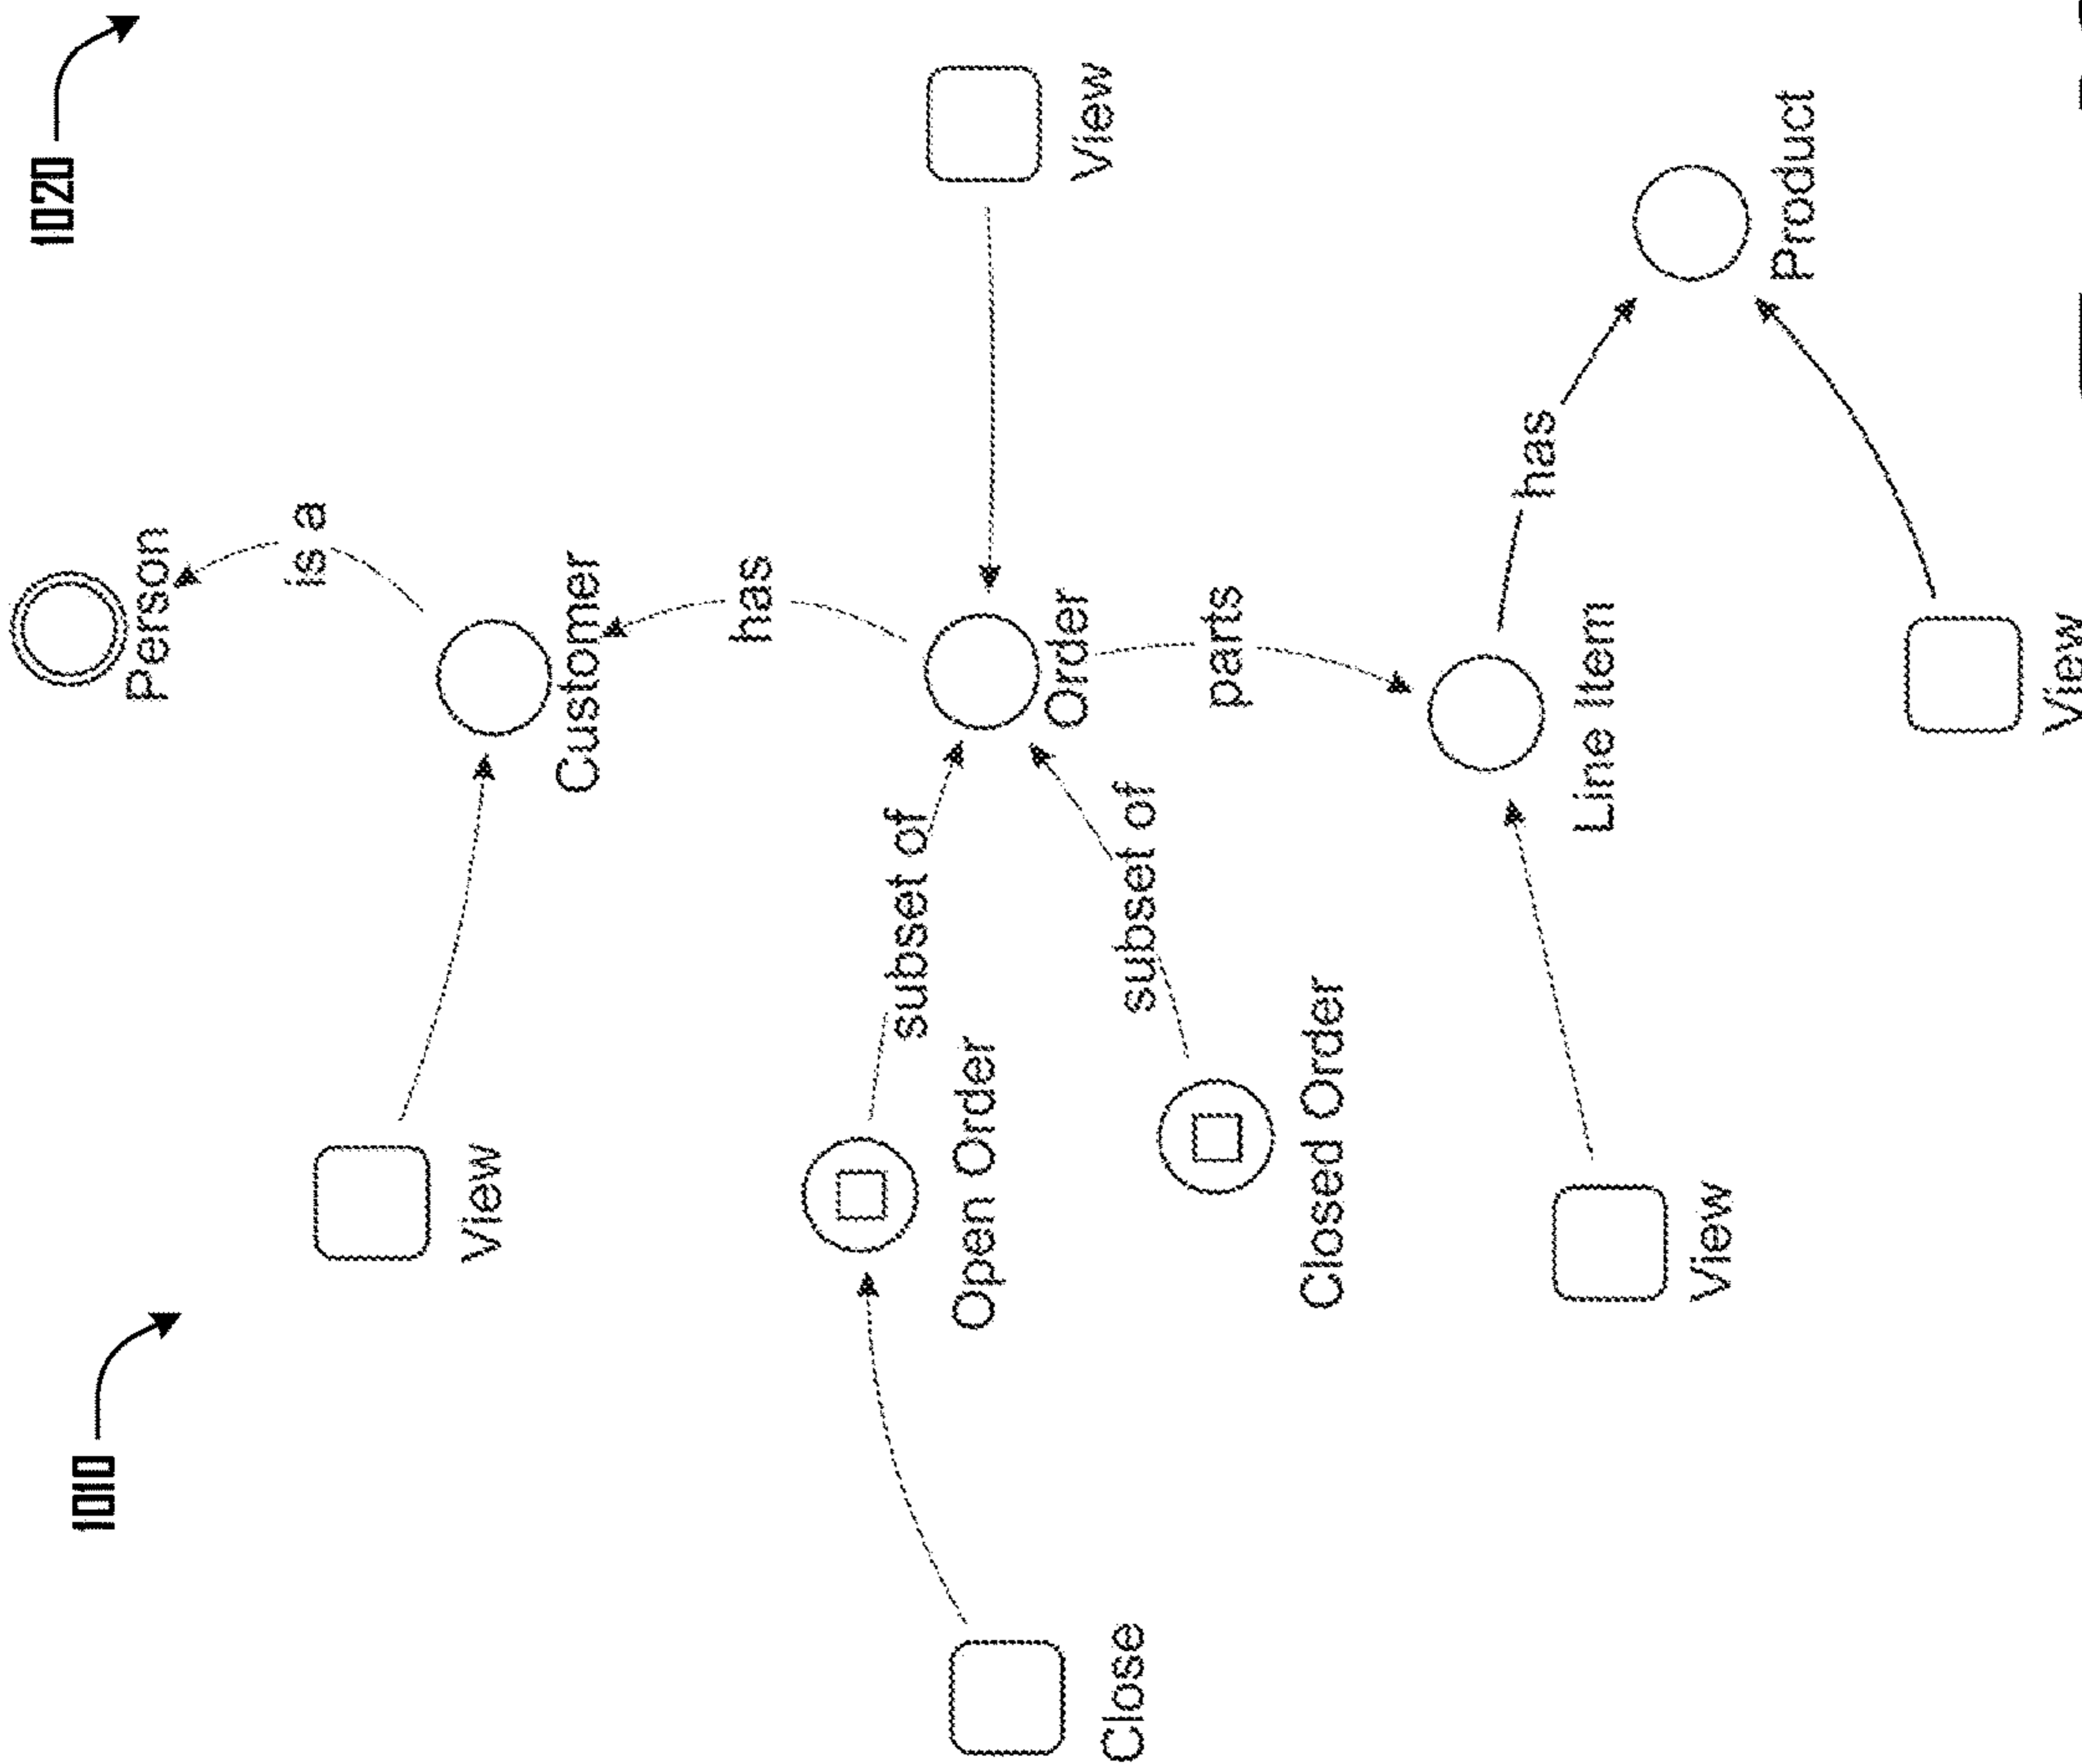 1010
1020
Person
is a
View
Customer
has
View
subset of
Order
Open Order
subset of
parts
Close
Closed Order
Line Item
has
Product
View
View